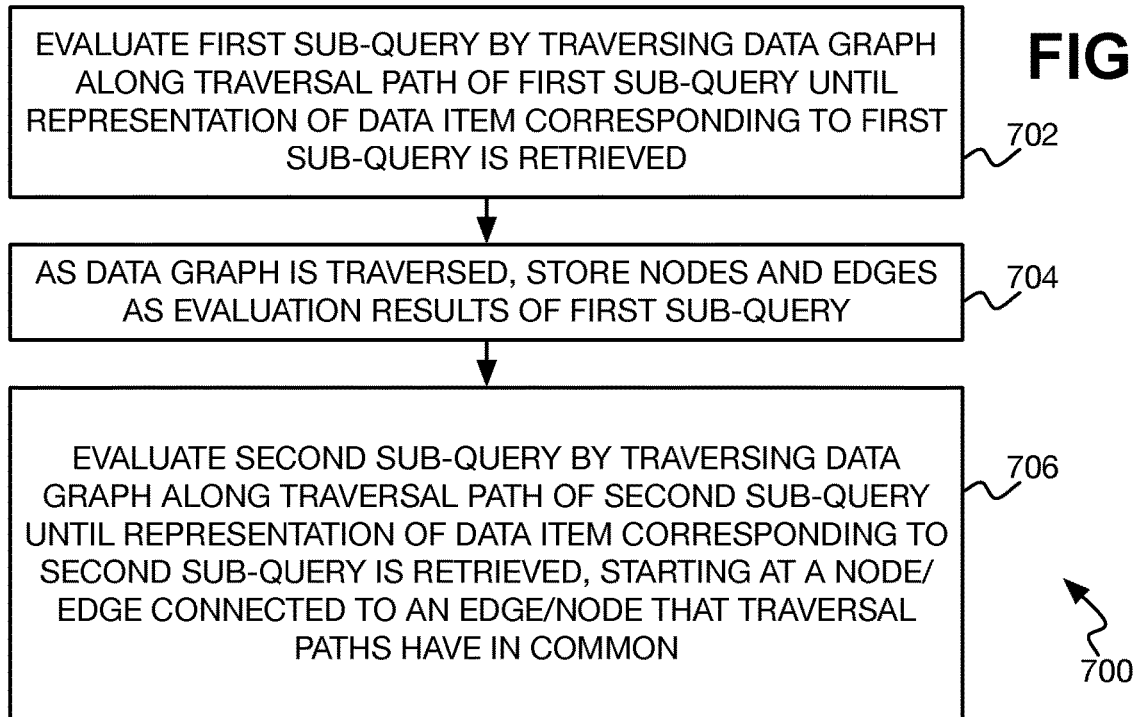 EVALUATE FIRST SUB-QUERY BY TRAVERSING DATA GRAPH
ALONG TRAVERSAL PATH OF FIRST SUB-QUERY UNTIL
REPRESENTATION OF DATA ITEM CORRESPONDING TO FIRST
SUB-QUERY IS RETRIEVED
FIG
702
AS DATA GRAPH IS TRAVERSED, STORE NODES AND EDGES
AS EVALUATION RESULTS OF FIRST SUB-QUERY
704
EVALUATE SECOND SUB-QUERY BY TRAVERSING DATA
GRAPH ALONG TRAVERSAL PATH OF SECOND SUB-QUERY
UNTIL REPRESENTATION OF DATA ITEM CORRESPONDING TO
SECOND SUB-QUERY IS RETRIEVED, STARTING AT A NODE/
EDGE CONNECTED TO AN EDGE/NODE THAT TRAVERSAL
PATHS HAVE IN COMMON
706
700